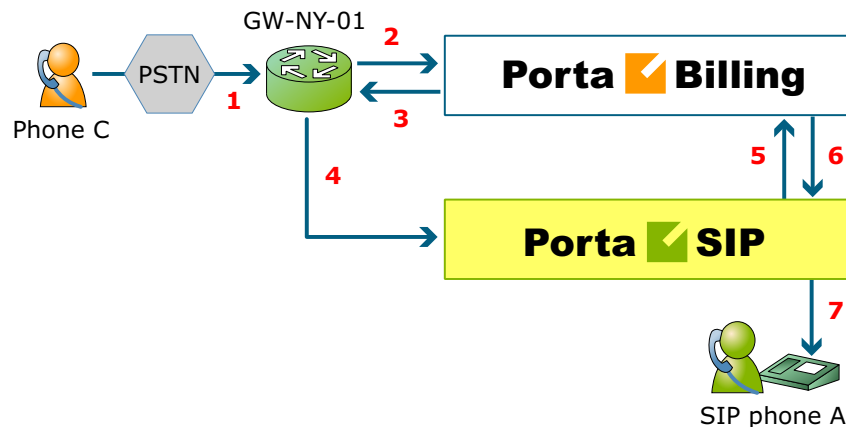 GW-NY-01
2
PSTN
Porta Billing
1
3
Phone C
5
6
4
Porta SIP
7
SIP phone A